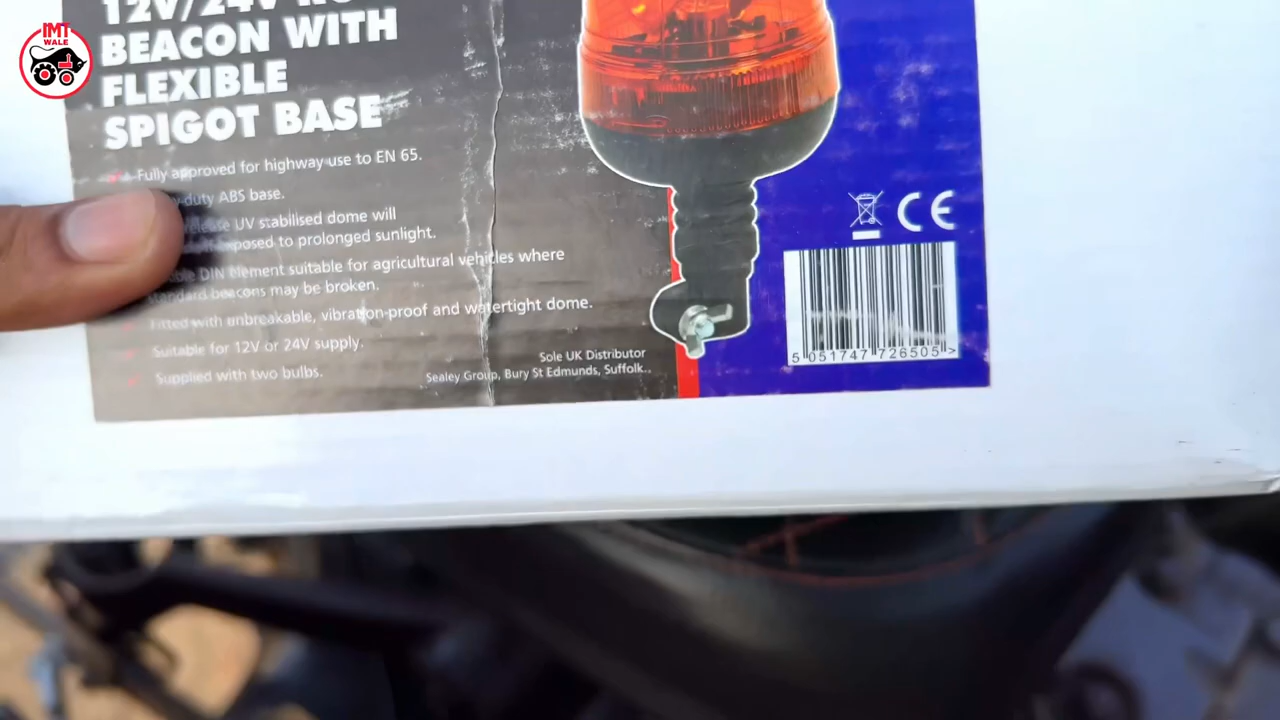 IMT
WALE
12V/24V
BEACON WITH
FLEXIBLE
SPIGOT BASE
Fully approved for highway use to EN 65.
-duty ABS base.
UV stabilised dome will
exposed to prolonged sunlight.
DIN element suitable for agricultural vehicles where
standard beacons may be broken.
Fitted with unbreakable, vibration-proof and watertight dome.
Suitable for 12V or 24V supply.
Supplied with two bulbs.
Sole UK Distributor
Sealey Group, Bury St Edmunds, Suffolk.
CE
5 051747 726505 >